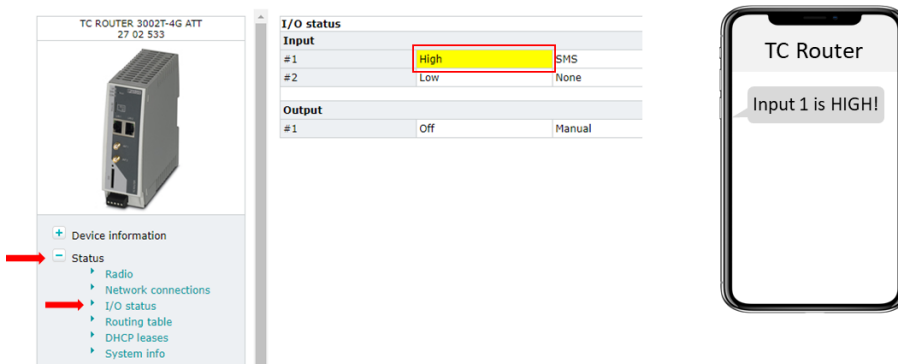 TC ROUTER 3002T-4G ATT
27 02 533
Device information
Status
Radio
Network connections
I/O status
Routing table
DHCP leases
System info
I/O status
Input
#1 High SMS
#2 Low None
Output
#1 Off Manual
TC Router
Input 1 is HIGH!